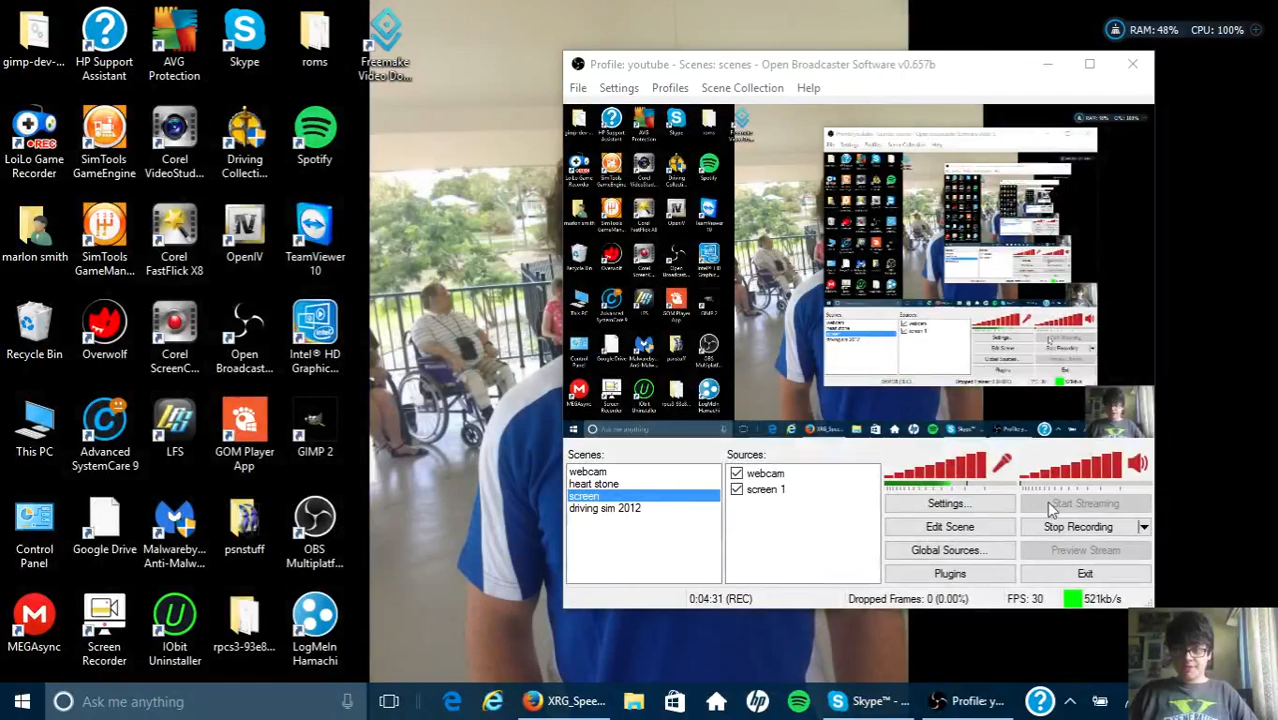 RAM: 48% CPU: 100%
gimp-dev-...
HP Support Assistant
AVG Protection
Skype
roms
Freemake Video Do...
LoiLo Game Recorder
SimTools GameEngine
Corel VideoStud...
Driving Collecti...
Spotify
marlon smith
SimTools GameMan...
Corel FastFlick X8
OpenIV
TeamViewer 10
Recycle Bin
Overwolf
Corel ScreenC...
Open Broadcast...
Intel® HD Graphic...
This PC
Advanced SystemCare 9
LFS
GOM Player App
GIMP 2
Control Panel
Google Drive
Malwareby... Anti-Malw...
psnstuff
OBS Multiplatf...
MEGAsync
Screen Recorder
IObit Uninstaller
rpcs3-93e8...
LogMeIn Hamachi
Profile: youtube - Scenes: scenes - Open Broadcaster Software v0.657b
File Settings Profiles Scene Collection Help
Scenes:
webcam
heart stone
screen
driving sim 2012
Sources:
webcam
screen 1
Settings...
Start Streaming
Edit Scene
Stop Recording
Global Sources...
Preview Stream
Plugins
Exit
0:04:31 (REC)
Dropped Frames: 0 (0.00%)
FPS: 30
521kb/s
Ask me anything
XRG_Spee...
Skype™ - ...
Profile: y...